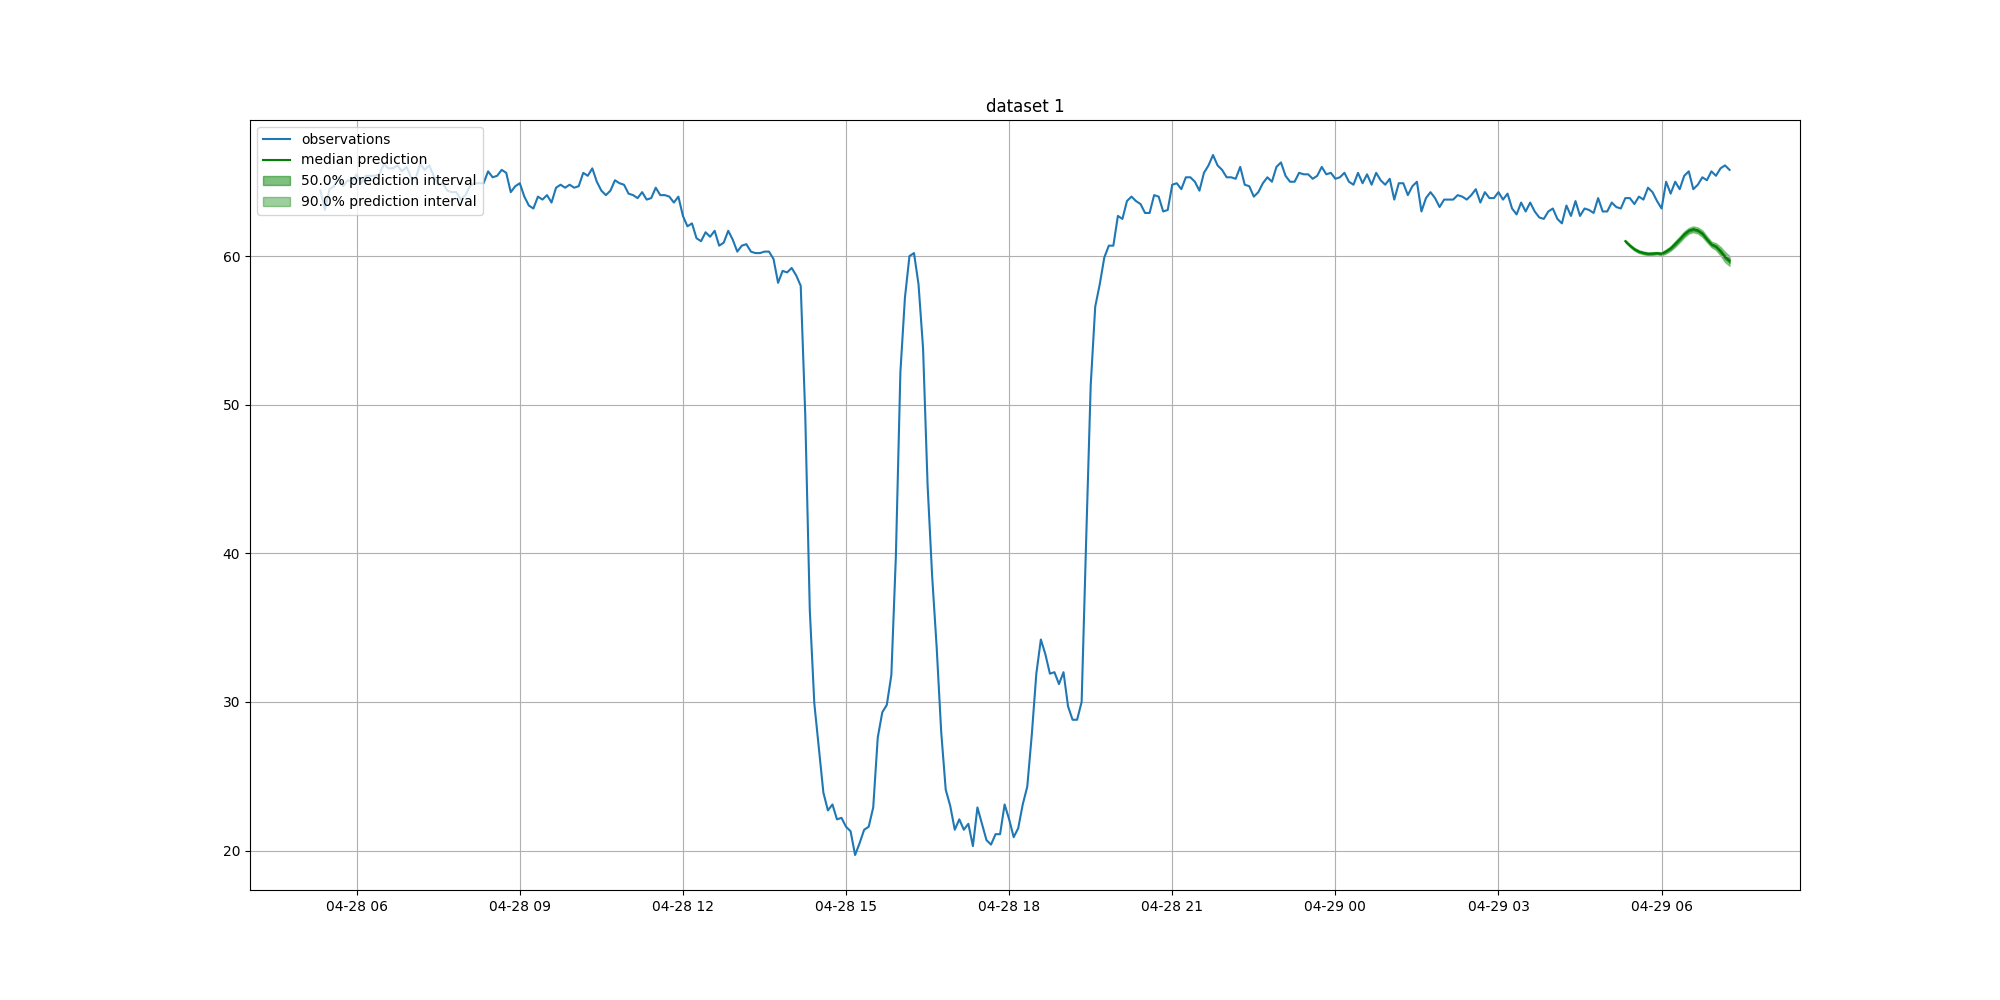 dataset 1
observations
median prediction
50.0% prediction interval
90.0% prediction interval
60
50
40
30
20
04-28 06 04-28 09 04-28 12 04-28 15 04-28 18 04-28 21 04-29 00 04-29 03 04-29 06